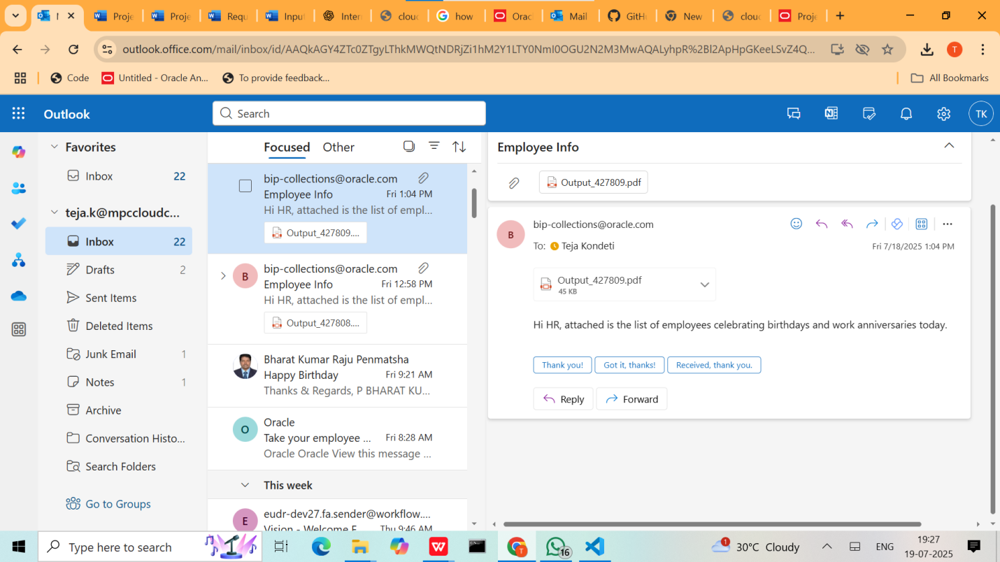 Proje
Proje
Requ
Input
Inter
cloud
how
Orac
Mail
GitHu
New
cloud
Proje
outlook.office.com/mail/inbox/id/AAQkAGY4ZTc0ZTgyLThkMWQtNDRjZi1hM2Y1LTY0NmI0OGU2N2M3MwAQALyhpR%2Bl2ApHpGKeeLSvZ4Q...
T
Code
Untitled - Oracle An...
To provide feedback...
All Bookmarks
Outlook
Search
TK
Favorites
Inbox 22
teja.k@mpccloudc...
Inbox 22
Drafts 2
Sent Items
Deleted Items
Junk Email 1
Notes 1
Archive
Conversation Histo...
Search Folders
Go to Groups
Focused Other
bip-collections@oracle.com
Employee Info Fri 1:04 PM
Hi HR, attached is the list of empl...
Output_427809....
B
bip-collections@oracle.com
Employee Info Fri 12:58 PM
Hi HR, attached is the list of empl...
Output_427808....
Bharat Kumar Raju Penmatsha
Happy Birthday Fri 9:21 AM
Thanks & Regards, P BHARAT KU...
O
Oracle
Take your employee ... Fri 8:28 AM
Oracle Oracle View this message ...
This week
E
eudr-dev27.fa.sender@workflow....
Vision - Welcome E... Thu 9:46 AM
Employee Info
Output_427809.pdf
B
bip-collections@oracle.com
To: Teja Kondeti
Fri 7/18/2025 1:04 PM
Output_427809.pdf
45 KB
Hi HR, attached is the list of employees celebrating birthdays and work anniversaries today.
Thank you! Got it, thanks! Received, thank you.
Reply Forward
Type here to search
T
16
1
30°C Cloudy
ENG
19:27
19-07-2025